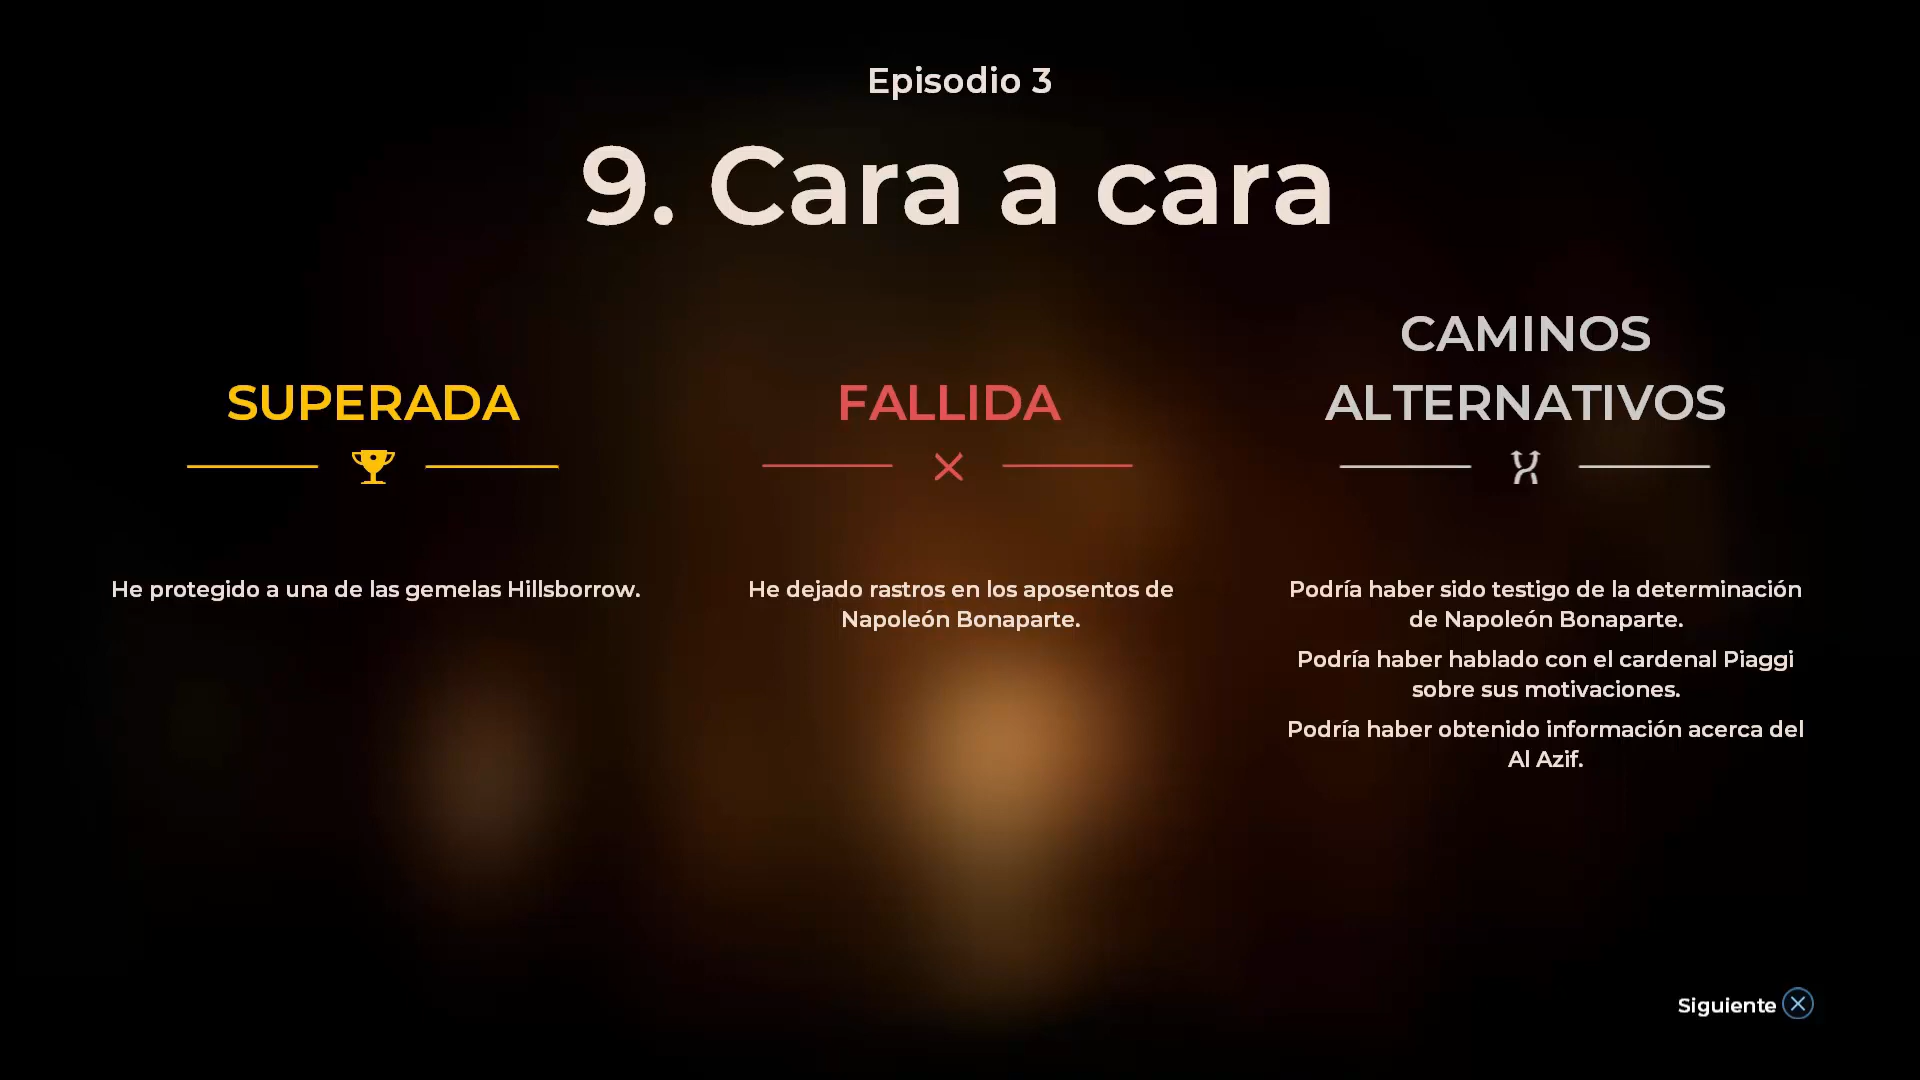 Episodio 3
9. Cara a cara
SUPERADA
He protegido a una de las gemelas Hillsborrow.
FALLIDA
He dejado rastros en los aposentos de
Napoleón Bonaparte.
CAMINOS
ALTERNATIVOS
Podría haber sido testigo de la determinación
de Napoleón Bonaparte.
Podría haber hablado con el cardenal Piaggi
sobre sus motivaciones.
Podría haber obtenido información acerca del
Al Azif.
Siguiente